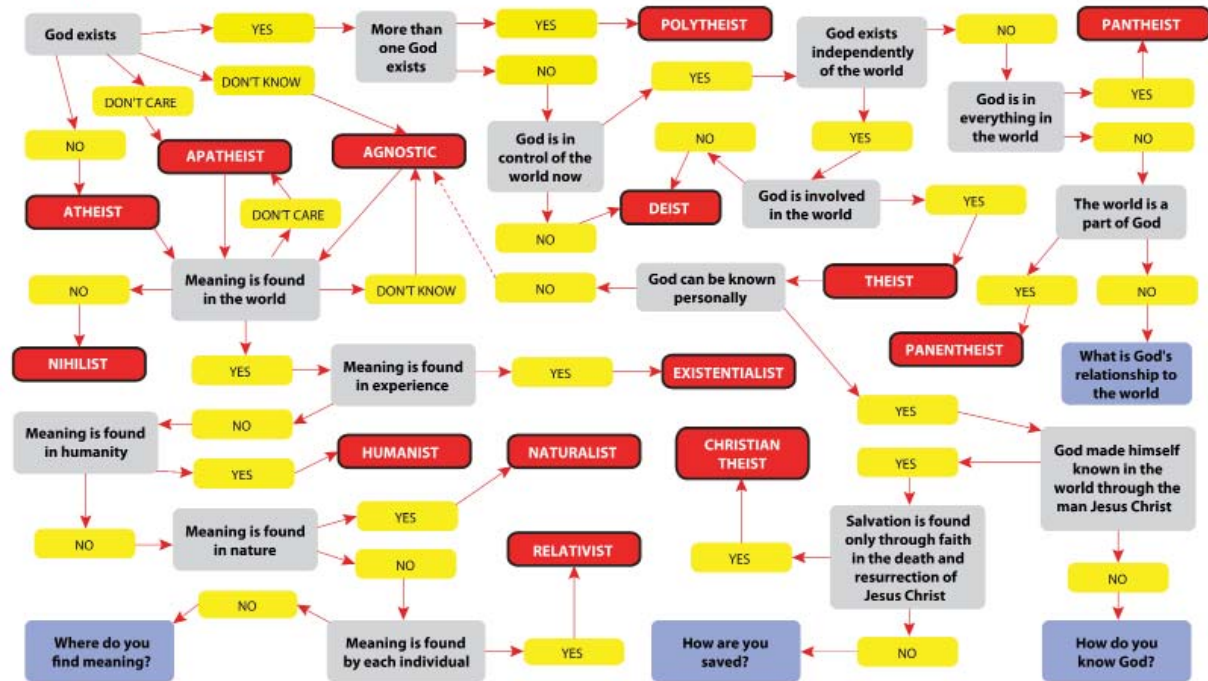 God exists
YES
More than
one God
exists
YES
POLYTHEIST
God exists
independently
of the world
NO
PANTHEIST
DON'T CARE
DON'T KNOW
NO
YES
God is in
everything in
the world
YES
NO
APATHEIST
AGNOSTIC
God is in
control of the
world now
NO
YES
NO
ATHEIST
DON'T CARE
NO
DEIST
God is involved
in the world
YES
The world is a
part of God
NO
Meaning is found
in the world
DON'T KNOW
NO
God can be known
personally
THEIST
YES
NO
NIHILIST
YES
Meaning is found
in experience
YES
EXISTENTIALIST
PANENTHEIST
What is God's
relationship to
the world
Meaning is found
in humanity
NO
YES
HUMANIST
NATURALIST
CHRISTIAN
THEIST
YES
YES
God made himself
known in the
world through the
man Jesus Christ
NO
Meaning is found
in nature
YES
NO
RELATIVIST
YES
Salvation is found
only through faith
in the death and
resurrection of
Jesus Christ
NO
Where do you
find meaning?
NO
Meaning is found
by each individual
YES
How are you
saved?
NO
How do you
know God?